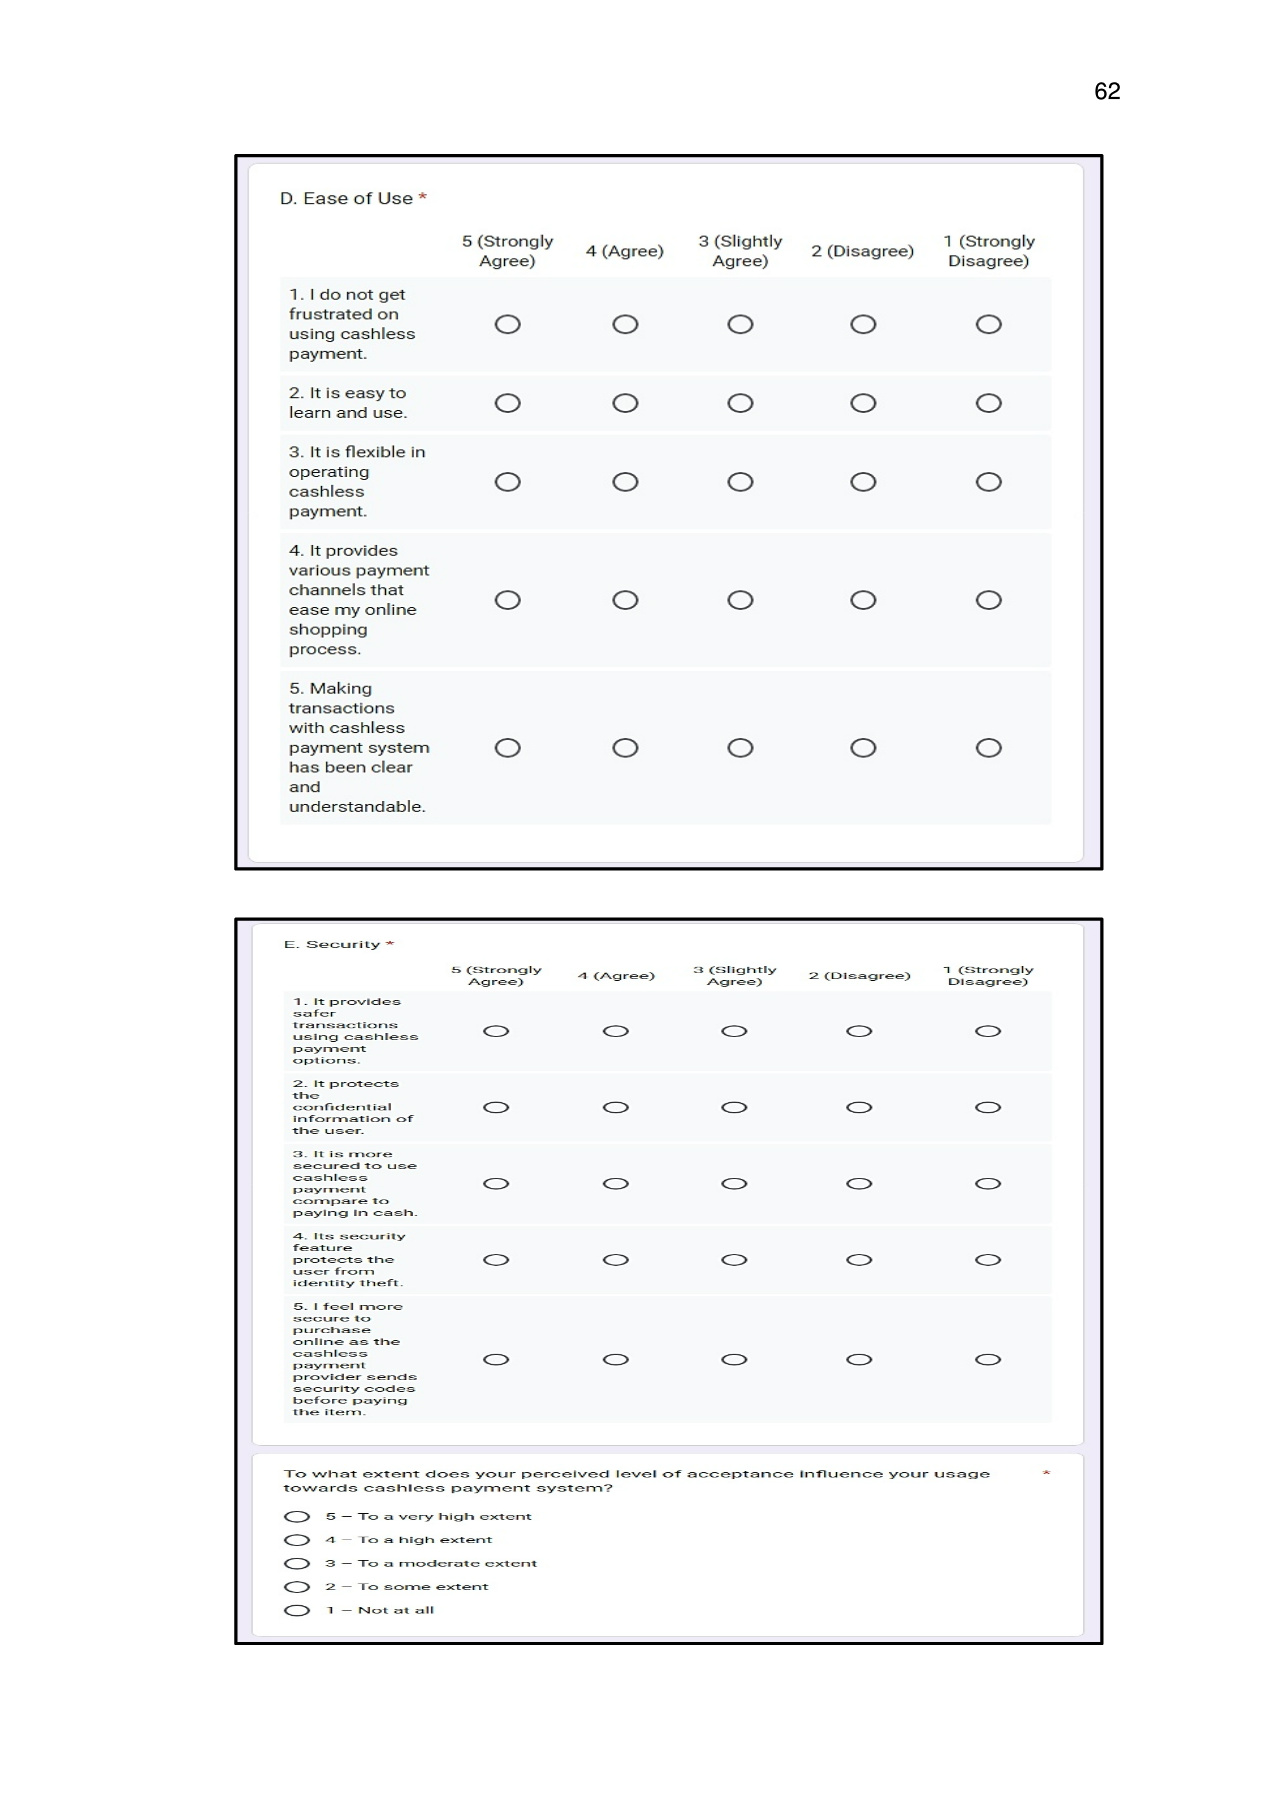 62
D. Ease of Use *
5 (Strongly Agree) 4 (Agree) 3 (Slightly Agree) 2 (Disagree) 1 (Strongly Disagree)
1. I do not get
frustrated on
using cashless
payment.
2. It is easy to
learn and use.
3. It is flexible in
operating
cashless
payment.
4. It provides
various payment
channels that
ease my online
shopping
process.
5. Making
transactions
with cashless
payment system
has been clear
and
understandable.
E. Security *
5 (Strongly Agree) 4 (Agree) 3 (Slightly Agree) 2 (Disagree) 1 (Strongly Disagree)
1. It provides
safer
transactions
using cashless
payment
options.
2. It protects
the
confidential
information of
the user.
3. It is more
secured to use
cashless
payment
compare to
paying in cash.
4. Its security
feature
protects the
user from
identity theft.
5. I feel more
secure to
purchase
online as the
cashless
payment
provider sends
security codes
before paying
the item.
To what extent does your perceived level of acceptance influence your usage *
towards cashless payment system?
5 – To a very high extent
4 – To a high extent
3 – To a moderate extent
2 – To some extent
1 – Not at all